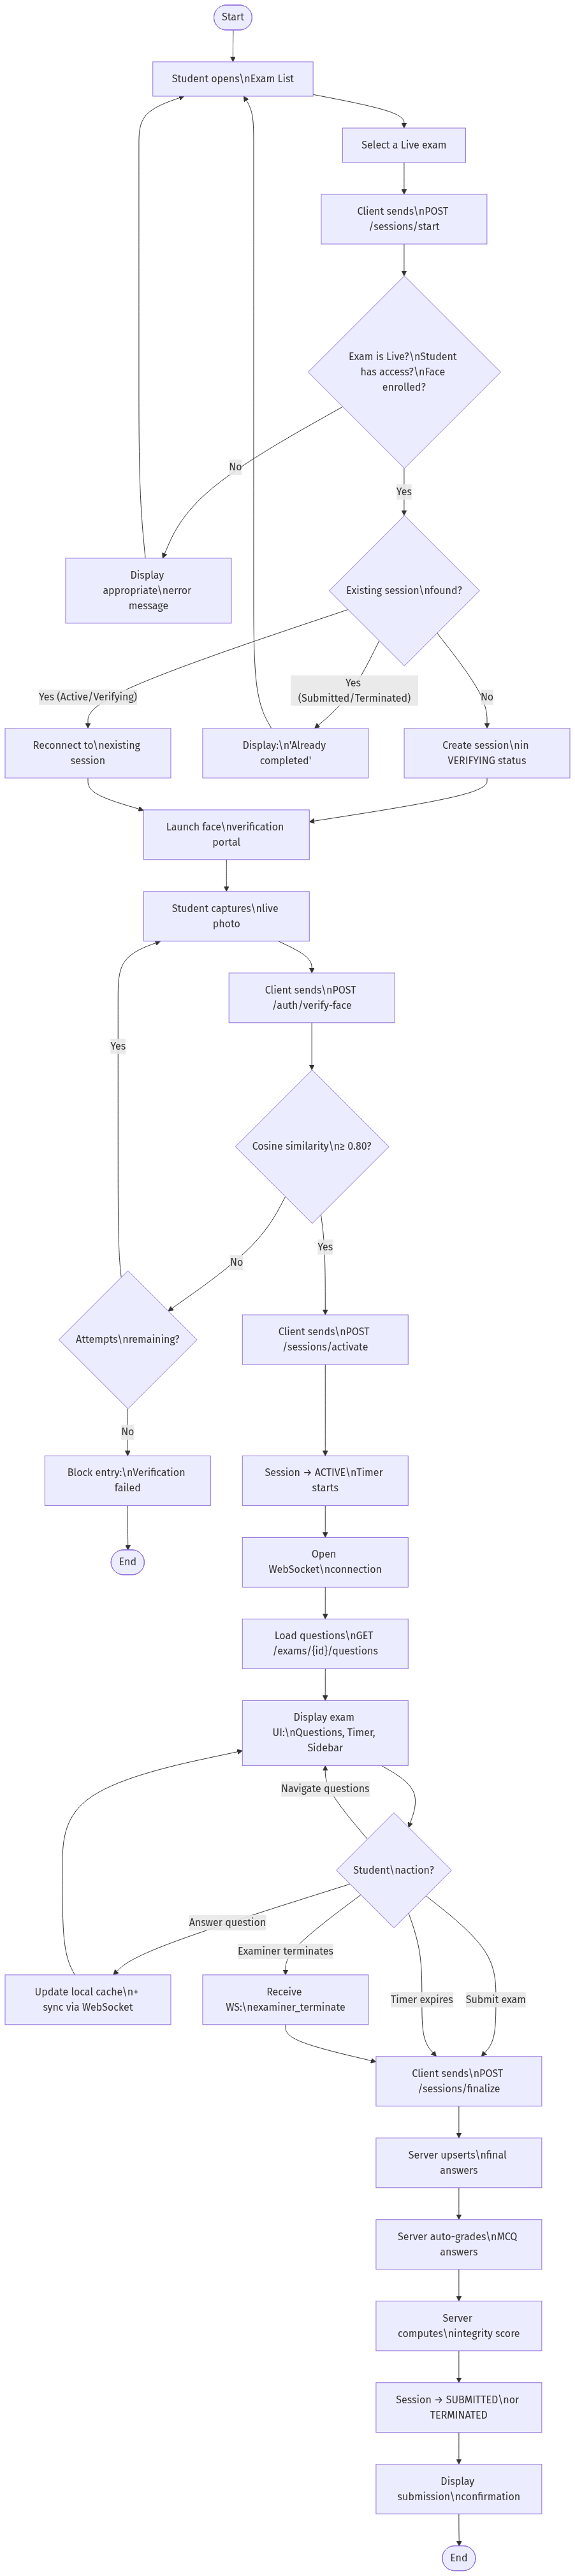 Start
Student opens\nExam List
Select a Live exam
Client sends\nPOST
/sessions/start
Exam is Live?\nStudent
has access?\nFace
enrolled?
No
Yes
Display
appropriate\nerror
message
Existing session\nfound?
Yes (Active/Verifying)
Yes
(Submitted/Terminated)
No
Reconnect to\nexisting
session
Display:\n'Already
completed'
Create session\nin
VERIFYING status
Launch face\nverification
portal
Student captures\nlive
photo
Client sends\nPOST
/auth/verify-face
Yes
Cosine similarity\n≥ 0.80?
No
Yes
Attempts\nremaining?
Client sends\nPOST
/sessions/activate
No
Block entry:\nVerification
failed
Session → ACTIVE\nTimer
starts
End
Open
WebSocket\nconnection
Load questions\nGET
/exams/{id}/questions
Display exam
UI:\nQuestions, Timer,
Sidebar
Navigate questions
Student\naction?
Answer question
Examiner terminates
Timer expires
Submit exam
Update local cache\n+
sync via WebSocket
Receive
WS:\nexaminer_terminate
Client sends\nPOST
/sessions/finalize
Server upserts\nfinal
answers
Server auto-grades\nMCQ
answers
Server
computes\nintegrity score
Session → SUBMITTED\nor
TERMINATED
Display
submission\nconfirmation
End